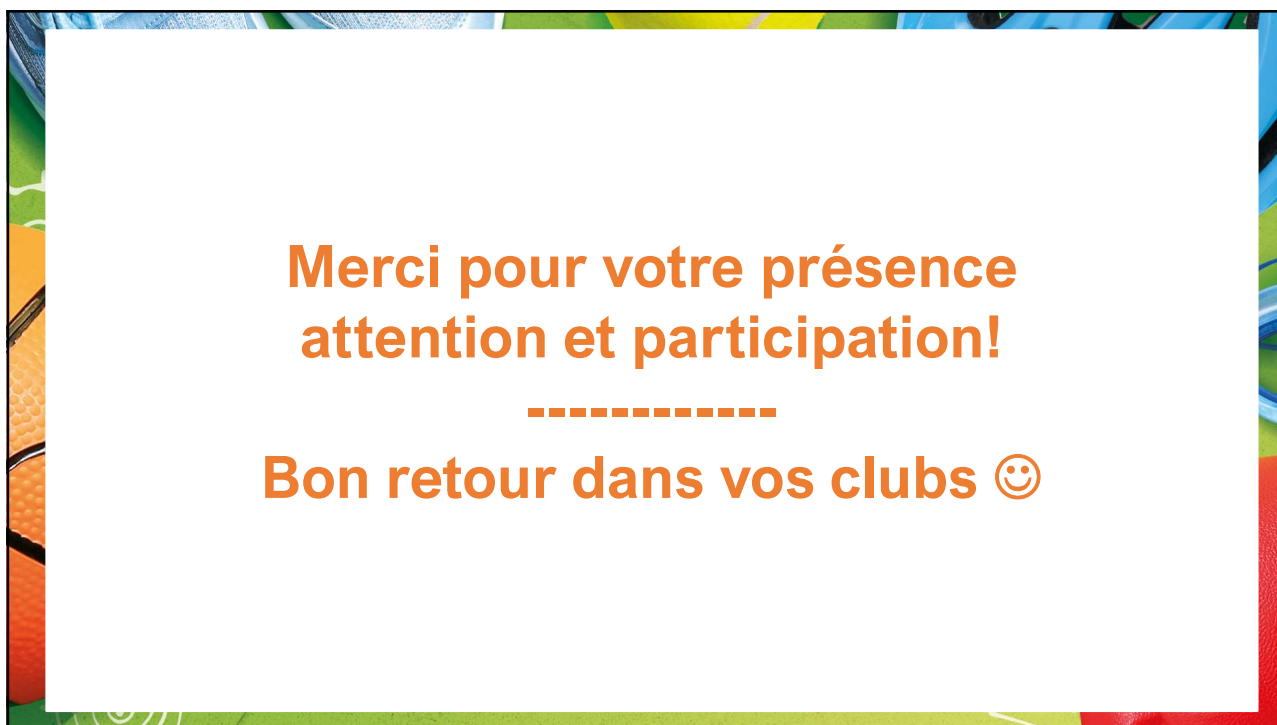 Merci pour votre présence
attention et participation!
------------
Bon retour dans vos clubs ☺